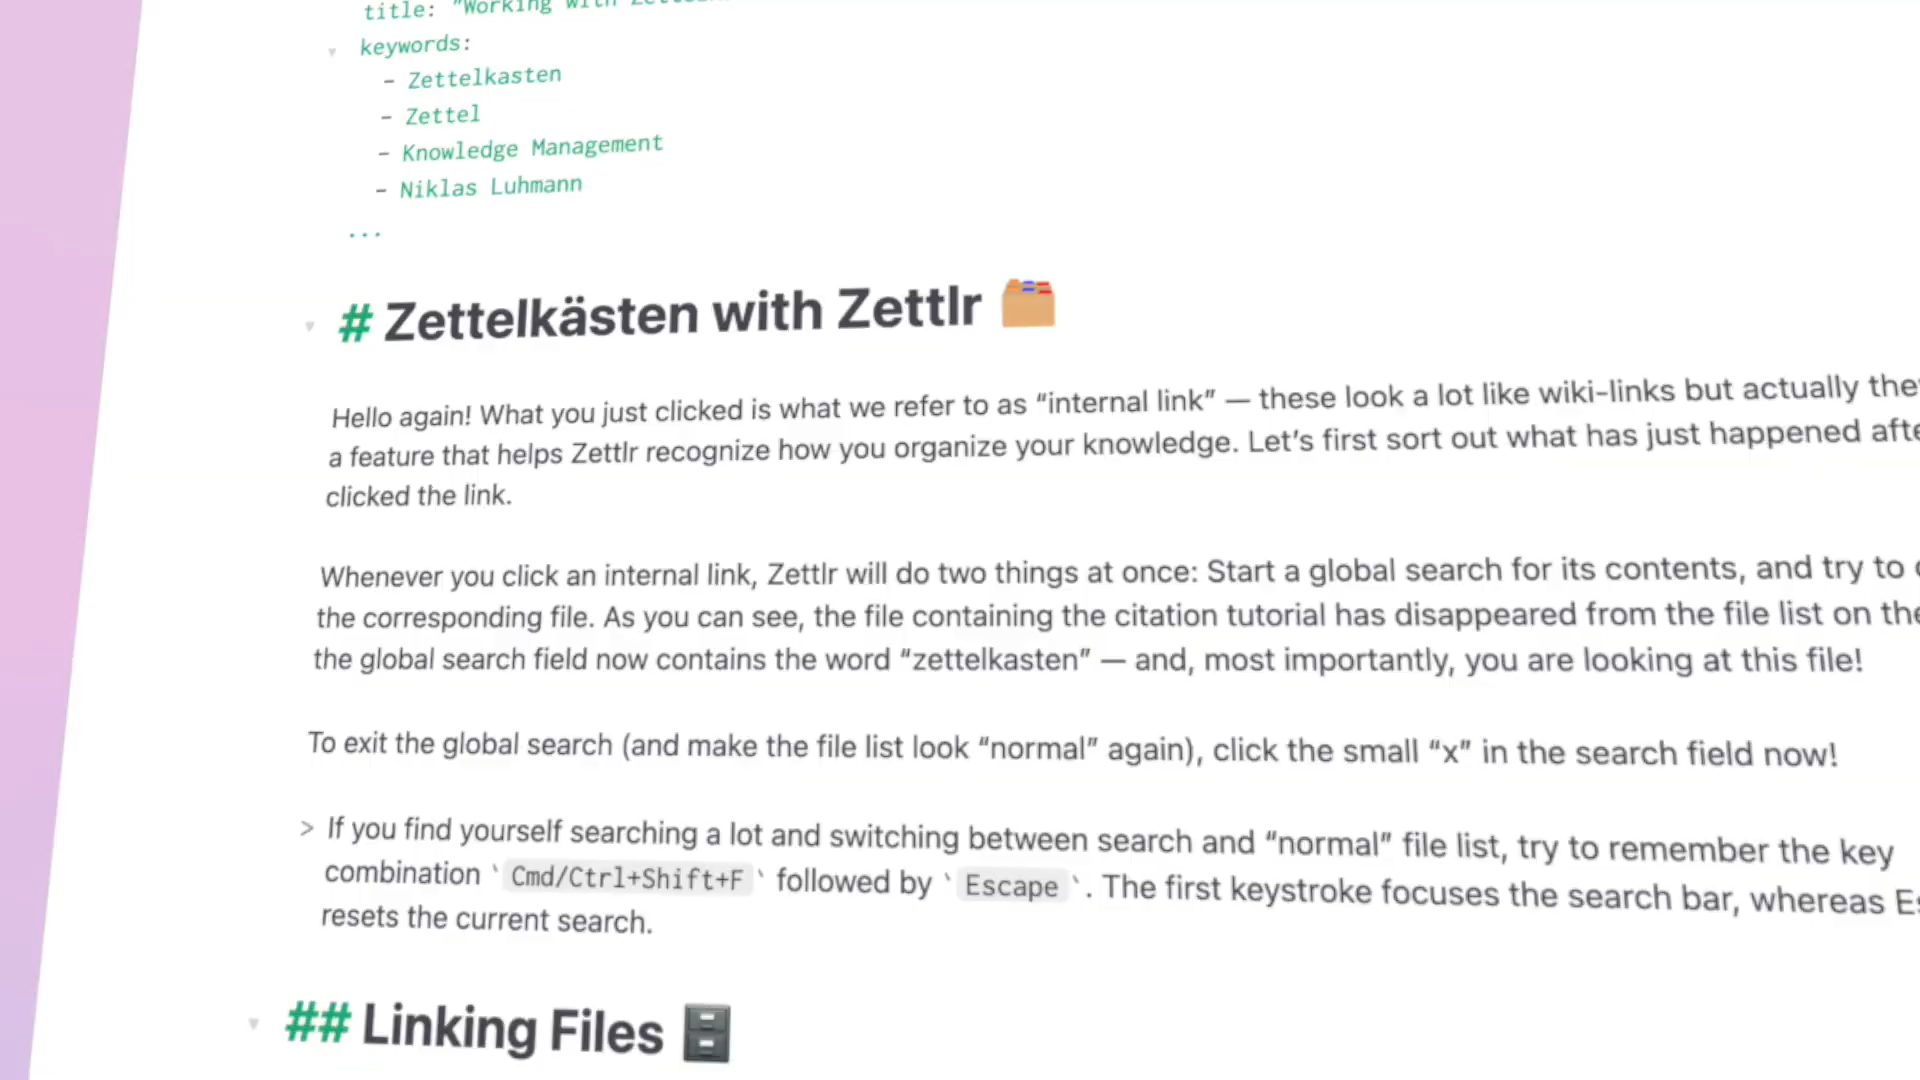 title: "Working with
keywords:
- Zettelkasten
- Zettel
- Knowledge Management
- Niklas Luhmann
...
# Zettelkästen with Zettlr 🗂️
Hello again! What you just clicked is what we refer to as “internal link” — these look a lot like wiki-links but actually
a feature that helps Zettlr recognize how you organize your knowledge. Let’s first sort out what has just happened
clicked the link.
Whenever you click an internal link, Zettlr will do two things at once: Start a global search for its contents, and try to
the corresponding file. As you can see, the file containing the citation tutorial has disappeared from the file list on
the global search field now contains the word “zettelkasten” — and, most importantly, you are looking at this file!
To exit the global search (and make the file list look “normal” again), click the small “x” in the search field now!
> If you find yourself searching a lot and switching between search and “normal” file list, try to remember the key
combination `Cmd/Ctrl+Shift+F` followed by `Escape`. The first keystroke focuses the search bar, whereas
resets the current search.
## Linking Files 🗄️